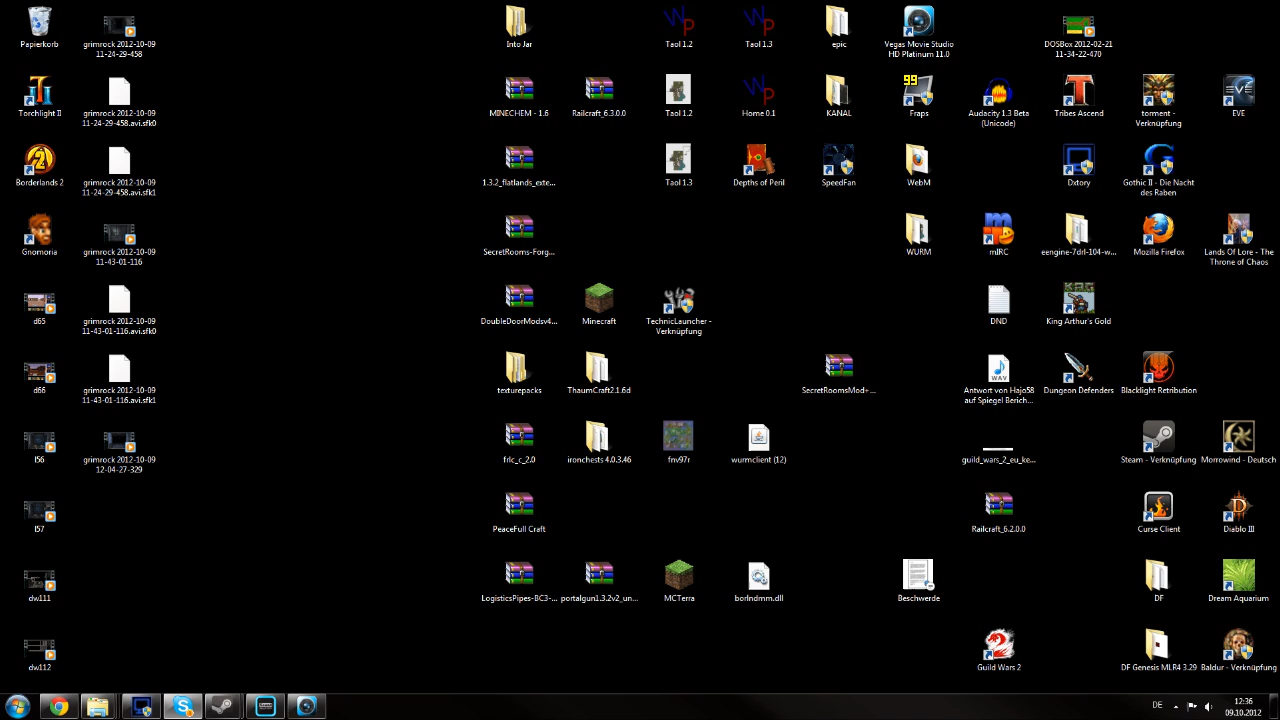 Papierkorb
grimrock 2012-10-09
11-24-29-458
Into Jar
Taol 1.2
Taol 1.3
epic
Vegas Movie Studio
HD Platinum 11.0
DOSBox 2012-02-21
11-34-22-470
Torchlight II
grimrock 2012-10-09
11-24-29-458.avi.sfk0
MINECHEM - 1.6
Railcraft_6.3.0.0
Taol 1.2
Home 0.1
KANAL
99
Fraps
Audacity 1.3 Beta
(Unicode)
Tribes Ascend
torment -
Verknüpfung
EVE
Borderlands 2
grimrock 2012-10-09
11-24-29-458.avi.sfk1
1.3.2_flatlands_exte...
Taol 1.3
Depths of Peril
SpeedFan
WebM
Dxtory
Gothic II - Die Nacht
des Raben
Gnomoria
grimrock 2012-10-09
11-43-01-116
SecretRooms-Forg...
WURM
mIRC
eengine-7drl-104-w...
Mozilla Firefox
Lands Of Lore - The
Throne of Chaos
d65
grimrock 2012-10-09
11-43-01-116.avi.sfk0
DoubleDoorModsv4...
Minecraft
TechnicLauncher -
Verknüpfung
DND
King Arthur's Gold
d66
grimrock 2012-10-09
11-43-01-116.avi.sfk1
texturepacks
ThaumCraft2.1.6d
SecretRoomsMod+...
WAV
Antwort von Hajo58
auf Spiegel Berich...
Dungeon Defenders
Blacklight Retribution
l56
grimrock 2012-10-09
12-04-27-329
frlc_c_2.0
ironchests 4.0.3.46
fnv97r
wurmclient (12)
guild_wars_2_eu_ke...
Steam - Verknüpfung
Morrowind - Deutsch
l57
PeaceFull Craft
Railcraft_6.2.0.0
Curse Client
Diablo III
dw111
LogisticsPipes-BC3-...
portalgun1.3.2v2_un...
MCTerra
borlndmm.dll
Beschwerde
DF
Dream Aquarium
dw112
Guild Wars 2
DF Genesis MLR4 3.29
Baldur - Verknüpfung
DE
12:36
09.10.2012